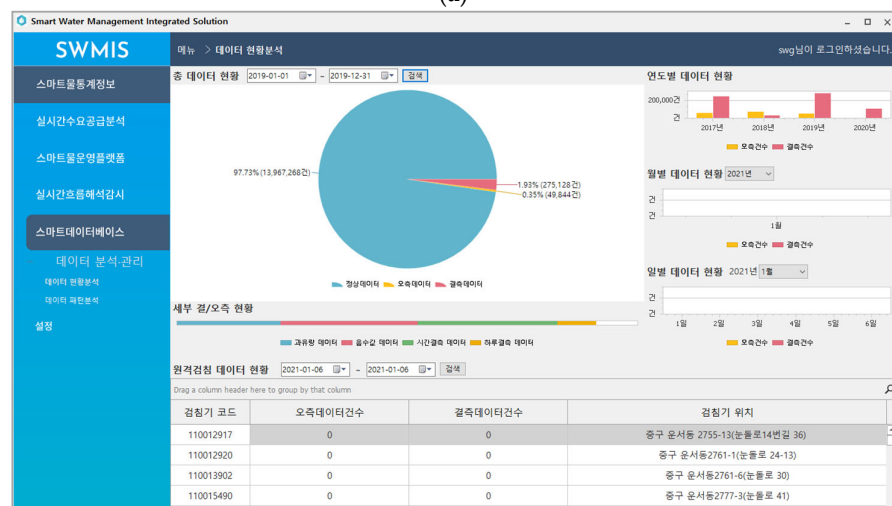 (a)
Smart Water Management Integrated Solution
SWMIS
메뉴 > 데이터 현황분석
swg님이 로그인하셨습니다.
스마트물통계정보
실시간수요공급분석
스마트물운영플랫폼
실시간흐름해석감시
스마트데이터베이스
데이터 분석·관리
데이터 현황분석
데이터 패턴분석
설정
총 데이터 현황 2019-01-01 ~ 2019-12-31 검색
97.73%(13,967,268건)
1.93%(275,128건)
0.35%(49,844건)
정상데이터 오측데이터 결측데이터
연도별 데이터 현황
200,000건
건
2017년 2018년 2019년 2020년
오측건수 결측건수
월별 데이터 현황 2021년
건
건
1월
오측건수 결측건수
일별 데이터 현황 2021년 1월
건
건
1일 2일 3일 4일 5일 6일
오측건수 결측건수
세부 결/오측 현황
과유량 데이터 음수값 데이터 시간결측 데이터 하루결측 데이터
원격검침 데이터 현황 2021-01-06 ~ 2021-01-06 검색
Drag a column header here to group by that column
검침기 코드 오측데이터건수 결측데이터건수 검침기 위치
110012917 0 0 중구 운서동 2755-13(눈돌로14번길 36)
110012920 0 0 중구 운서동2761-1(눈돌로 24-13)
110013902 0 0 중구 운서동2761-6(눈돌로 30)
110015490 0 0 중구 운서동2777-3(눈돌로 41)